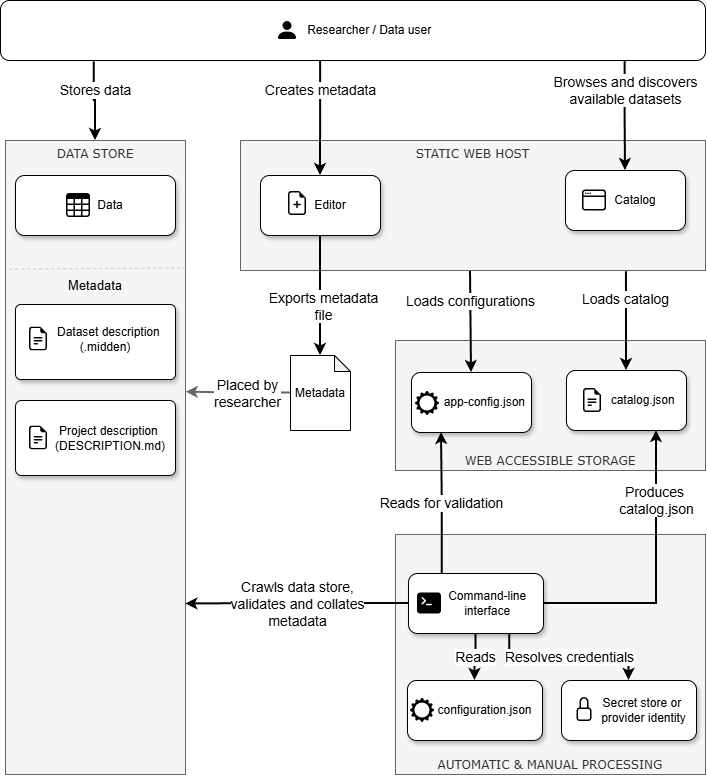 Researcher / Data user
Stores data
Creates metadata
Browses and discovers
available datasets
DATA STORE
STATIC WEB HOST
Data
Editor
Catalog
Metadata
Exports metadata
file
Loads configurations
Loads catalog
Dataset description
(.midden)
Placed by
researcher
Metadata
app-config.json
catalog.json
Project description
(DESCRIPTION.md)
WEB ACCESSIBLE STORAGE
Reads for validation
Produces
catalog.json
Crawls data store,
validates and collates
metadata
Command-line
interface
Reads
Resolves credentials
configuration.json
Secret store or
provider identity
AUTOMATIC & MANUAL PROCESSING